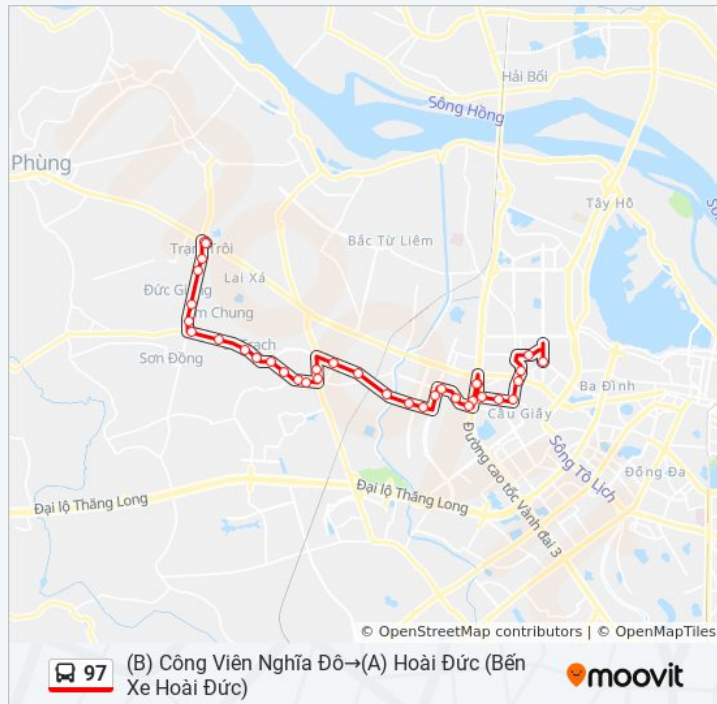 Hải Bối
Sông Hồng
Phùng
Tây Hồ
Bắc Từ Liêm
Trạm Trôi
Lai Xá
Đức Giang
Sơn Đồng
Ba Đình
Cầu Giấy
Sông Tô Lịch
Đống Đa
Đường cao tốc Vành đai 3
Đại lộ Thăng Long
Đại lộ Thăng Long
© OpenStreetMap contributors | © OpenMapTiles
97
(B) Công Viên Nghĩa Đô→(A) Hoài Đức (Bến
Xe Hoài Đức)
moovit